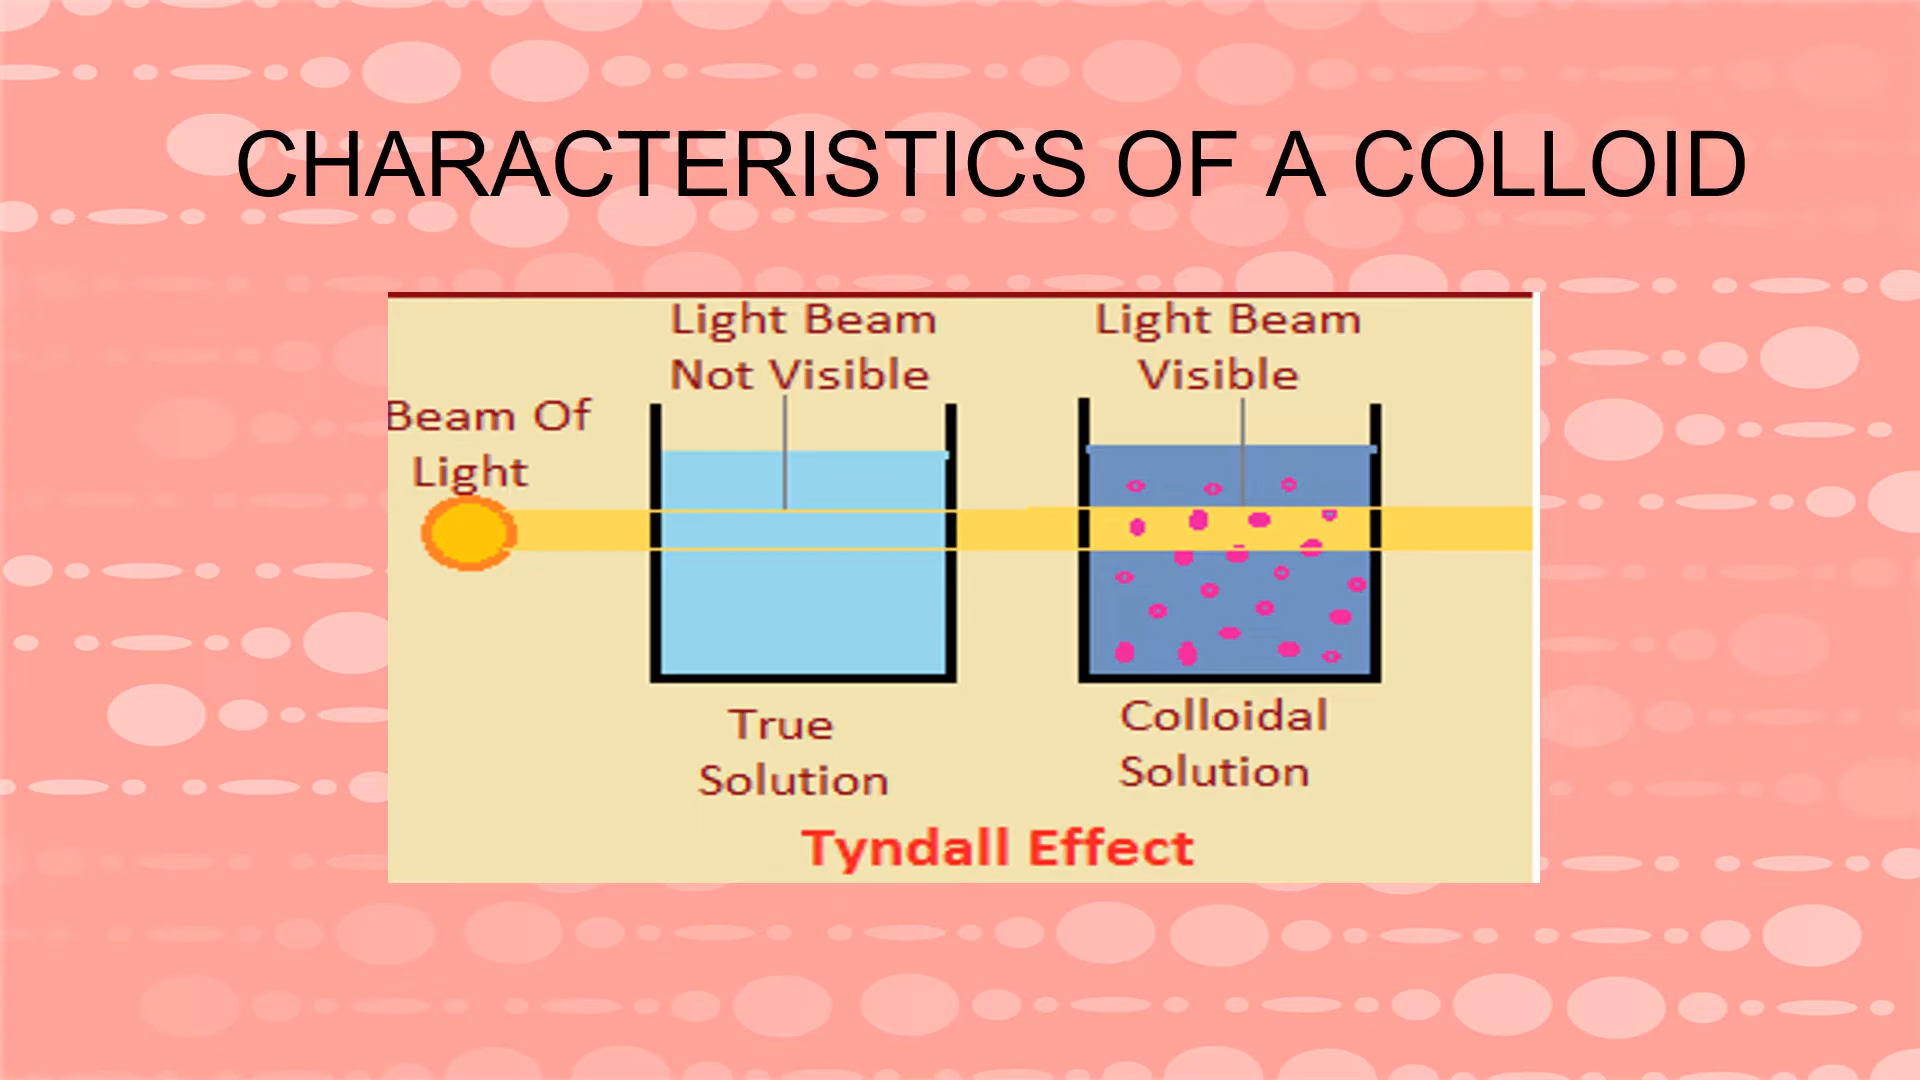 CHARACTERISTICS OF A COLLOID
Light Beam
Not Visible
Light Beam
Visible
Beam Of
Light
True
Solution
Colloidal
Solution
Tyndall Effect